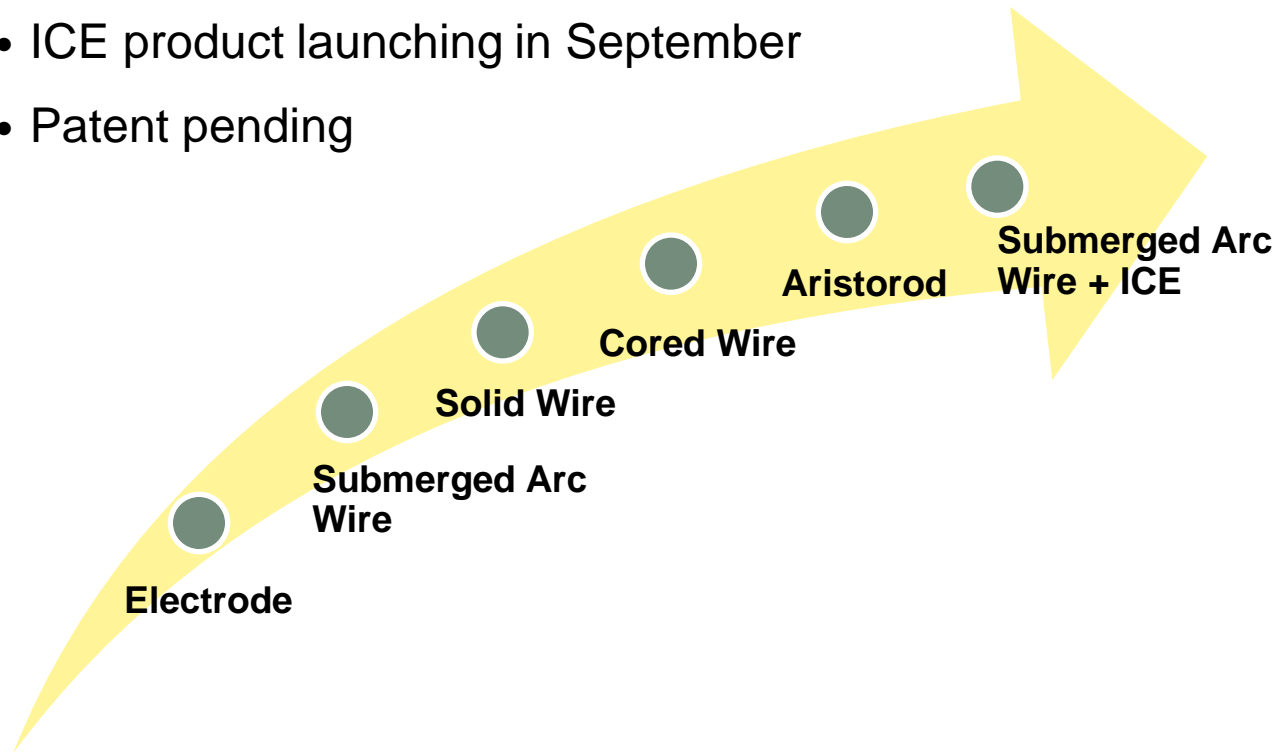 • ICE product launching in September
• Patent pending
Submerged Arc
Wire + ICE
Aristorod
Cored Wire
Solid Wire
Submerged Arc
Wire
Electrode